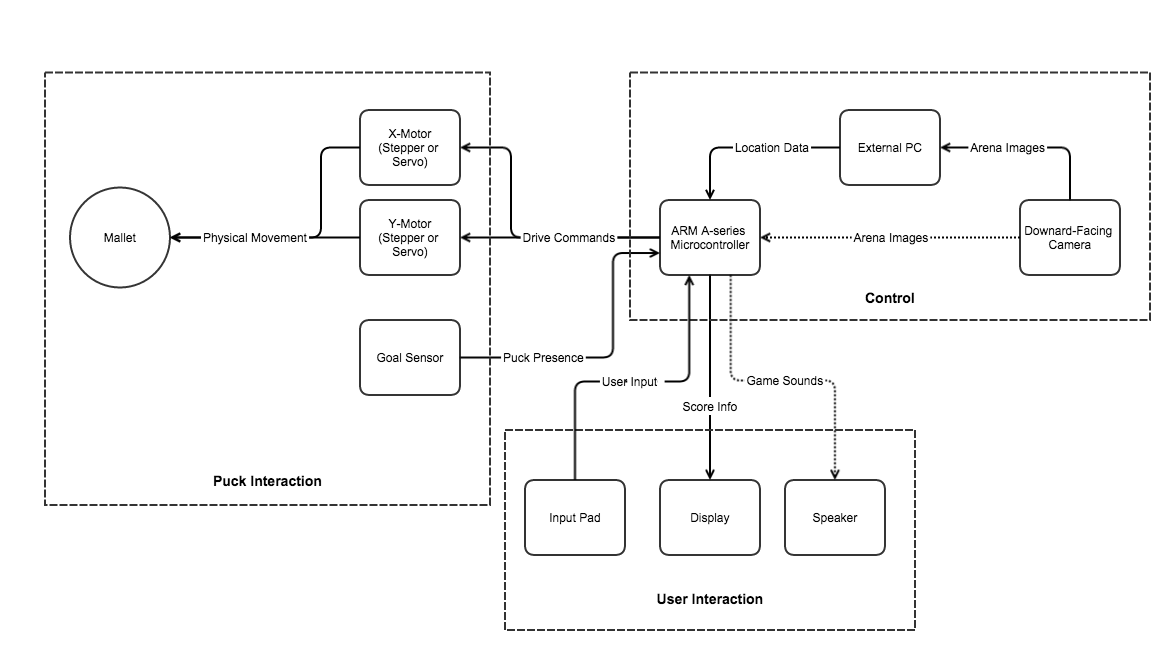 X-Motor
(Stepper or
Servo)
External PC
Location Data
Arena Images
Mallet
Physical Movement
Y-Motor
(Stepper or
Servo)
Drive Commands
ARM A-series
Microcontroller
Arena Images
Downward-Facing
Camera
Control
Goal Sensor
Puck Presence
User Input
Game Sounds
Score Info
Puck Interaction
Input Pad
Display
Speaker
User Interaction